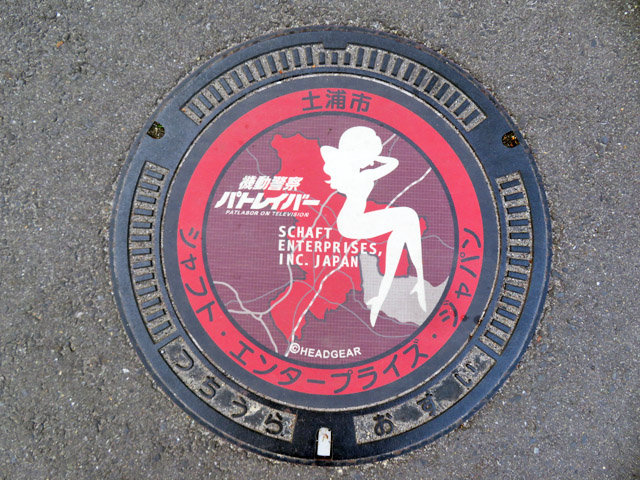 土浦市
機動警察
パトレイバー
PATLABOR ON TELEVISION
SCHAFT
ENTERPRISES,
INC. JAPAN
©HEADGEAR
シャフト・エンタープライズ・ジャパン
つちうら
おすい